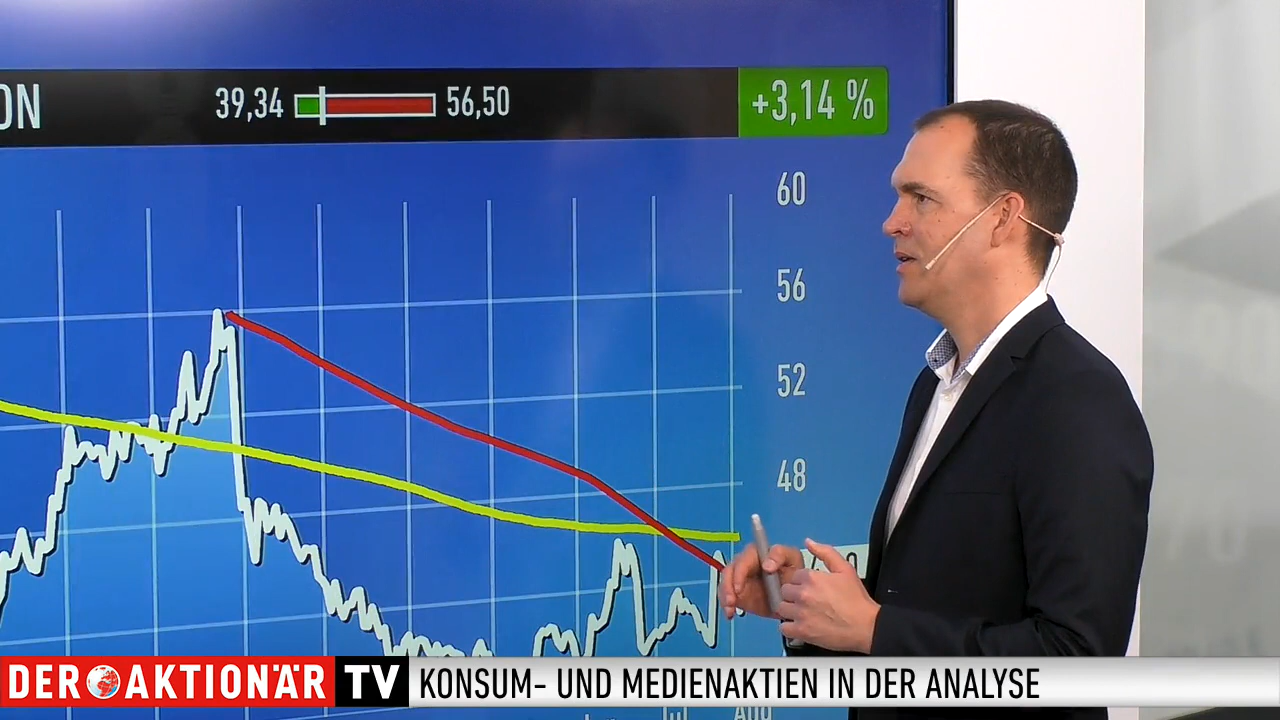 ON 39,34 56,50 +3,14 %
60
56
52
48
DER AKTIONÄR TV KONSUM- UND MEDIENAKTIEN IN DER ANALYSE